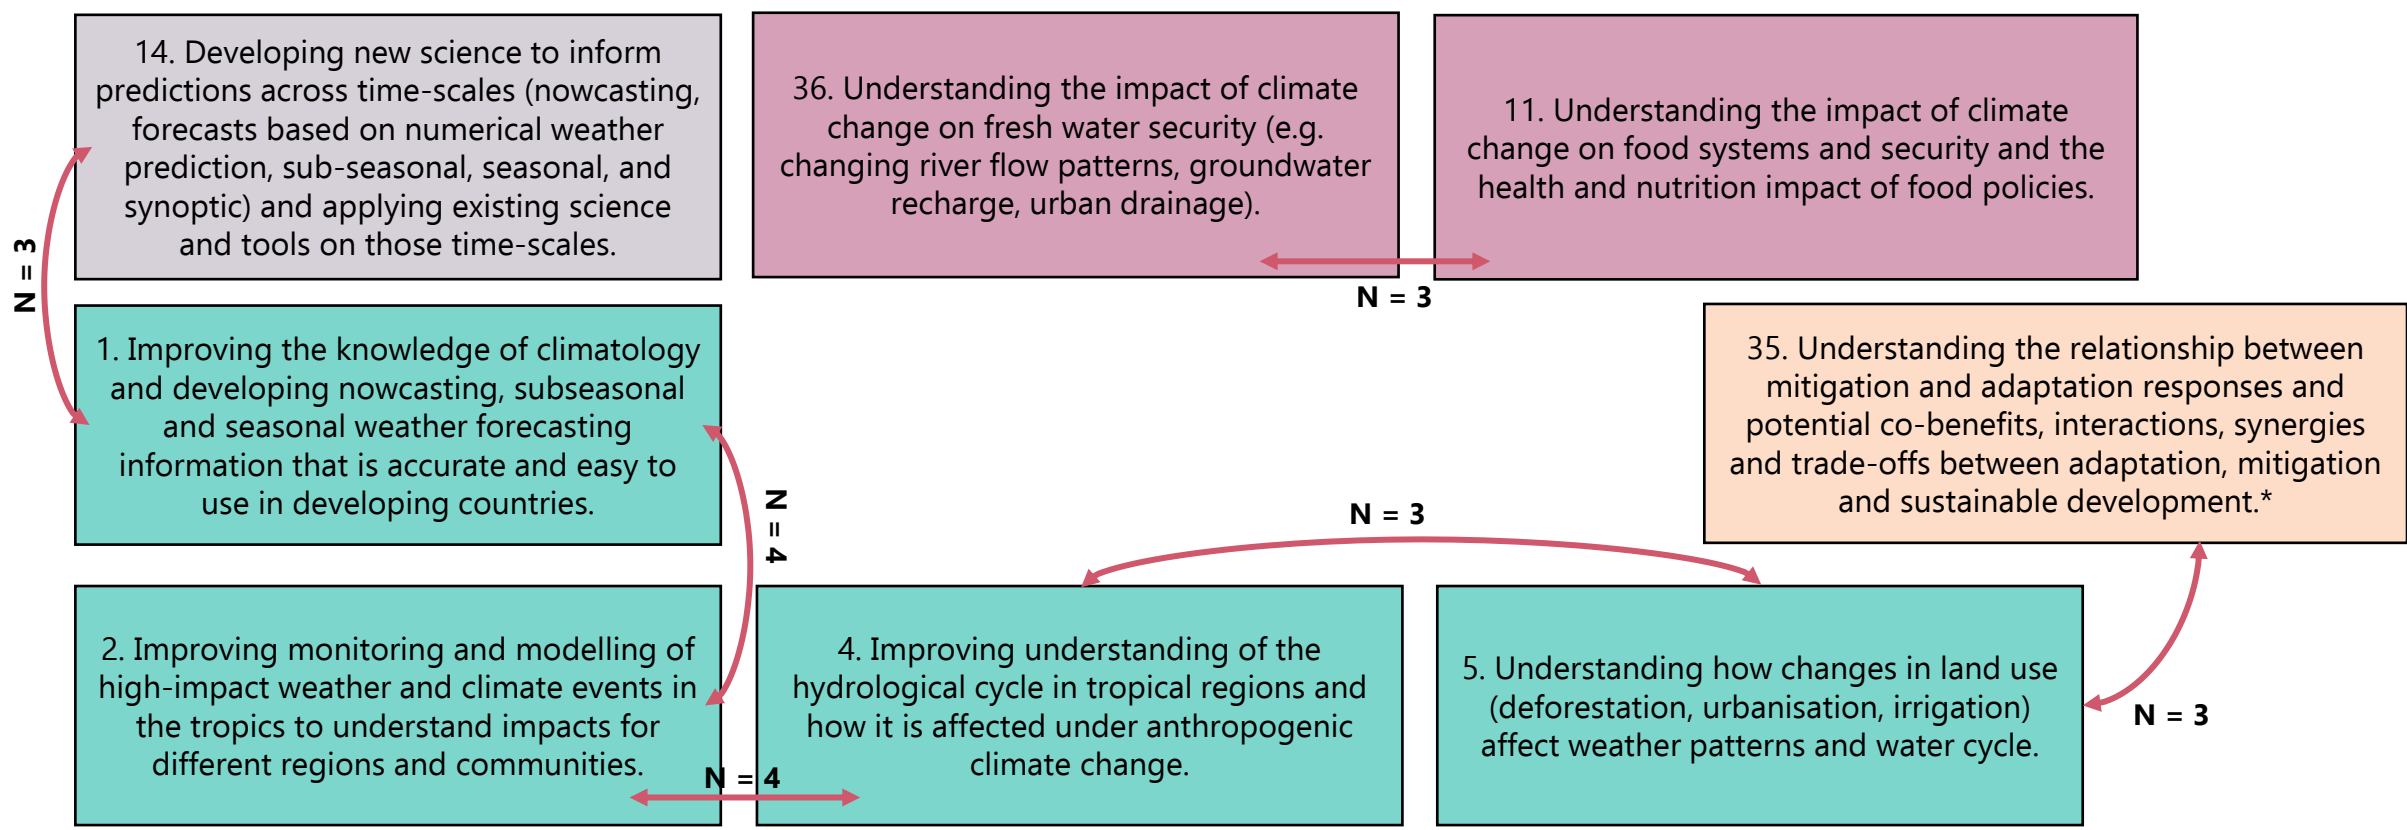 14. Developing new science to inform
predictions across time-scales (nowcasting,
forecasts based on numerical weather
prediction, sub-seasonal, seasonal, and
synoptic) and applying existing science
and tools on those time-scales.
36. Understanding the impact of climate
change on fresh water security (e.g.
changing river flow patterns, groundwater
recharge, urban drainage).
11. Understanding the impact of climate
change on food systems and security and the
health and nutrition impact of food policies.
N = 3
N = 3
1. Improving the knowledge of climatology
and developing nowcasting, subseasonal
and seasonal weather forecasting
information that is accurate and easy to
use in developing countries.
35. Understanding the relationship between
mitigation and adaptation responses and
potential co-benefits, interactions, synergies
and trade-offs between adaptation, mitigation
and sustainable development.*
N = 4
N = 3
2. Improving monitoring and modelling of
high-impact weather and climate events in
the tropics to understand impacts for
different regions and communities.
N = 4
4. Improving understanding of the
hydrological cycle in tropical regions and
how it is affected under anthropogenic
climate change.
5. Understanding how changes in land use
(deforestation, urbanisation, irrigation)
affect weather patterns and water cycle.
N = 3